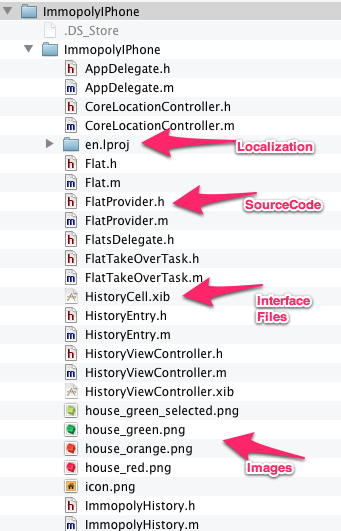 ImmopolyIPhone
.DS_Store
ImmopolyIPhone
AppDelegate.h
AppDelegate.m
CoreLocationController.h
CoreLocationController.m
en.lproj
Localization
Flat.h
Flat.m
FlatProvider.h
SourceCode
FlatProvider.m
FlatsDelegate.h
FlatTakeOverTask.h
FlatTakeOverTask.m
HistoryCell.xib
Interface
Files
HistoryEntry.h
HistoryEntry.m
HistoryViewController.h
HistoryViewController.m
HistoryViewController.xib
house_green_selected.png
house_green.png
house_orange.png
house_red.png
Images
icon.png
ImmopolyHistory.h
ImmopolyHistory.m